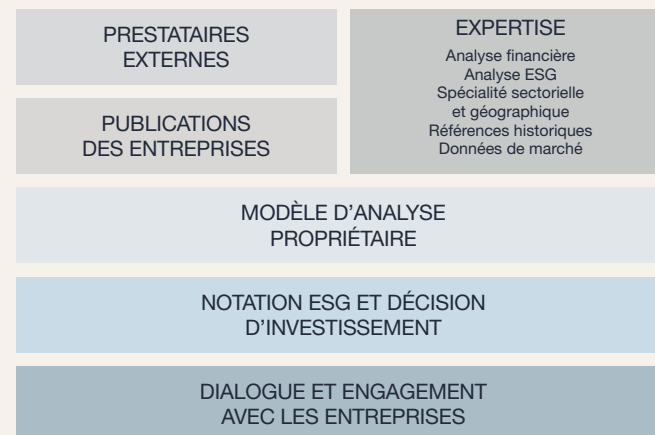 PRESTATAIRES
EXTERNES
PUBLICATIONS
DES ENTREPRISES
EXPERTISE
Analyse financière
Analyse ESG
Spécialité sectorielle
et géographique
Références historiques
Données de marché
MODÈLE D’ANALYSE
PROPRIÉTAIRE
NOTATION ESG ET DÉCISION
D’INVESTISSEMENT
DIALOGUE ET ENGAGEMENT
AVEC LES ENTREPRISES